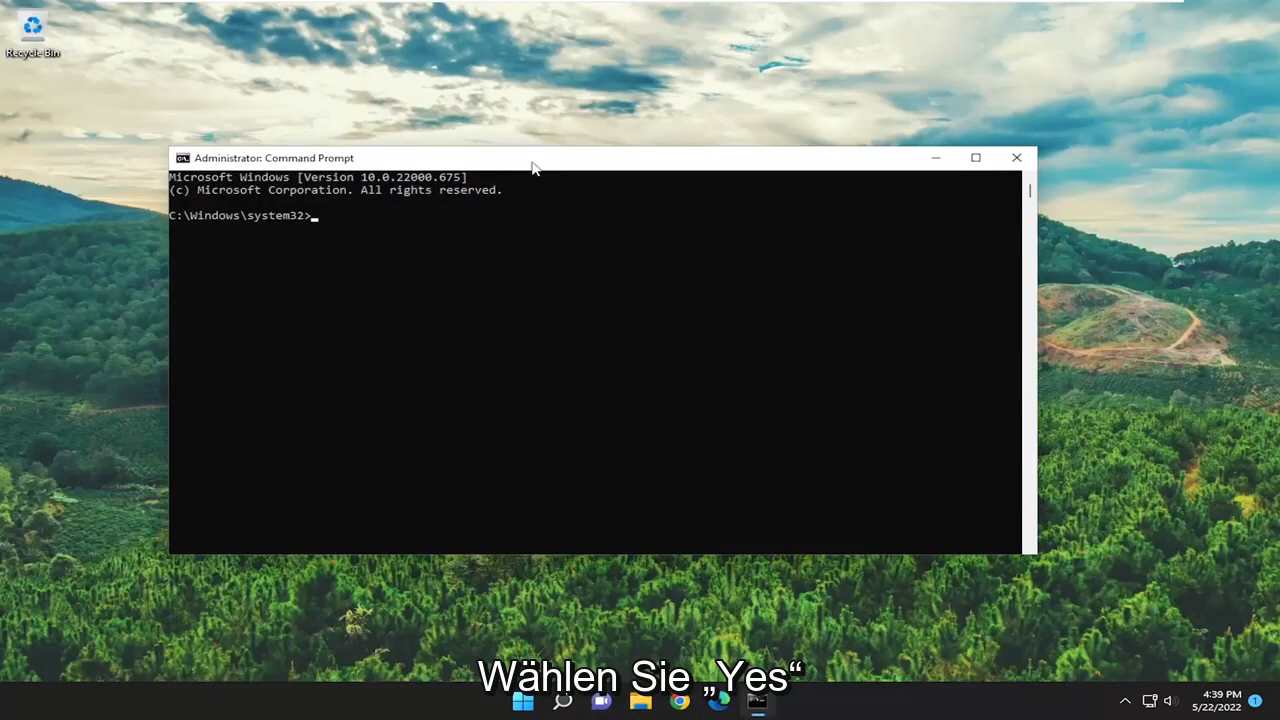 Recycle Bin
Administrator: Command Prompt
Microsoft Windows [Version 10.0.22000.675]
(c) Microsoft Corporation. All rights reserved.
C:\Windows\system32>
Wählen Sie „Yes“
4:39 PM
5/22/2022
1